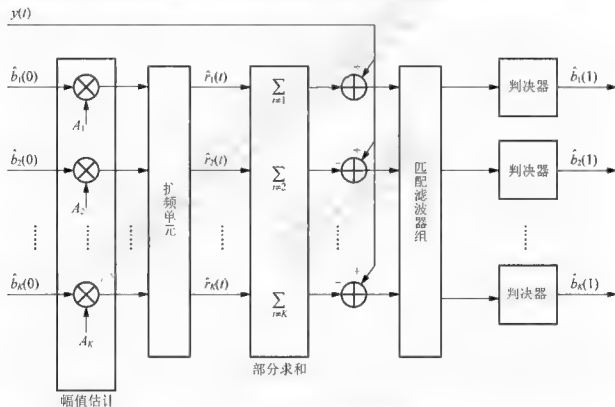 y(t)
b̂₁(0) A₁ r̂₁(t) ∑ i≠1 − + 判决器 b̂₁(1)
b̂₂(0) A₂ r̂₂(t) ∑ i≠2 − + 判决器 b̂₂(1)
扩频单元
匹配滤波器组
…… …… …… …… ……
b̂K(0) AK r̂K(t) ∑ i≠K − + 判决器 b̂K(1)
部分求和
幅值估计